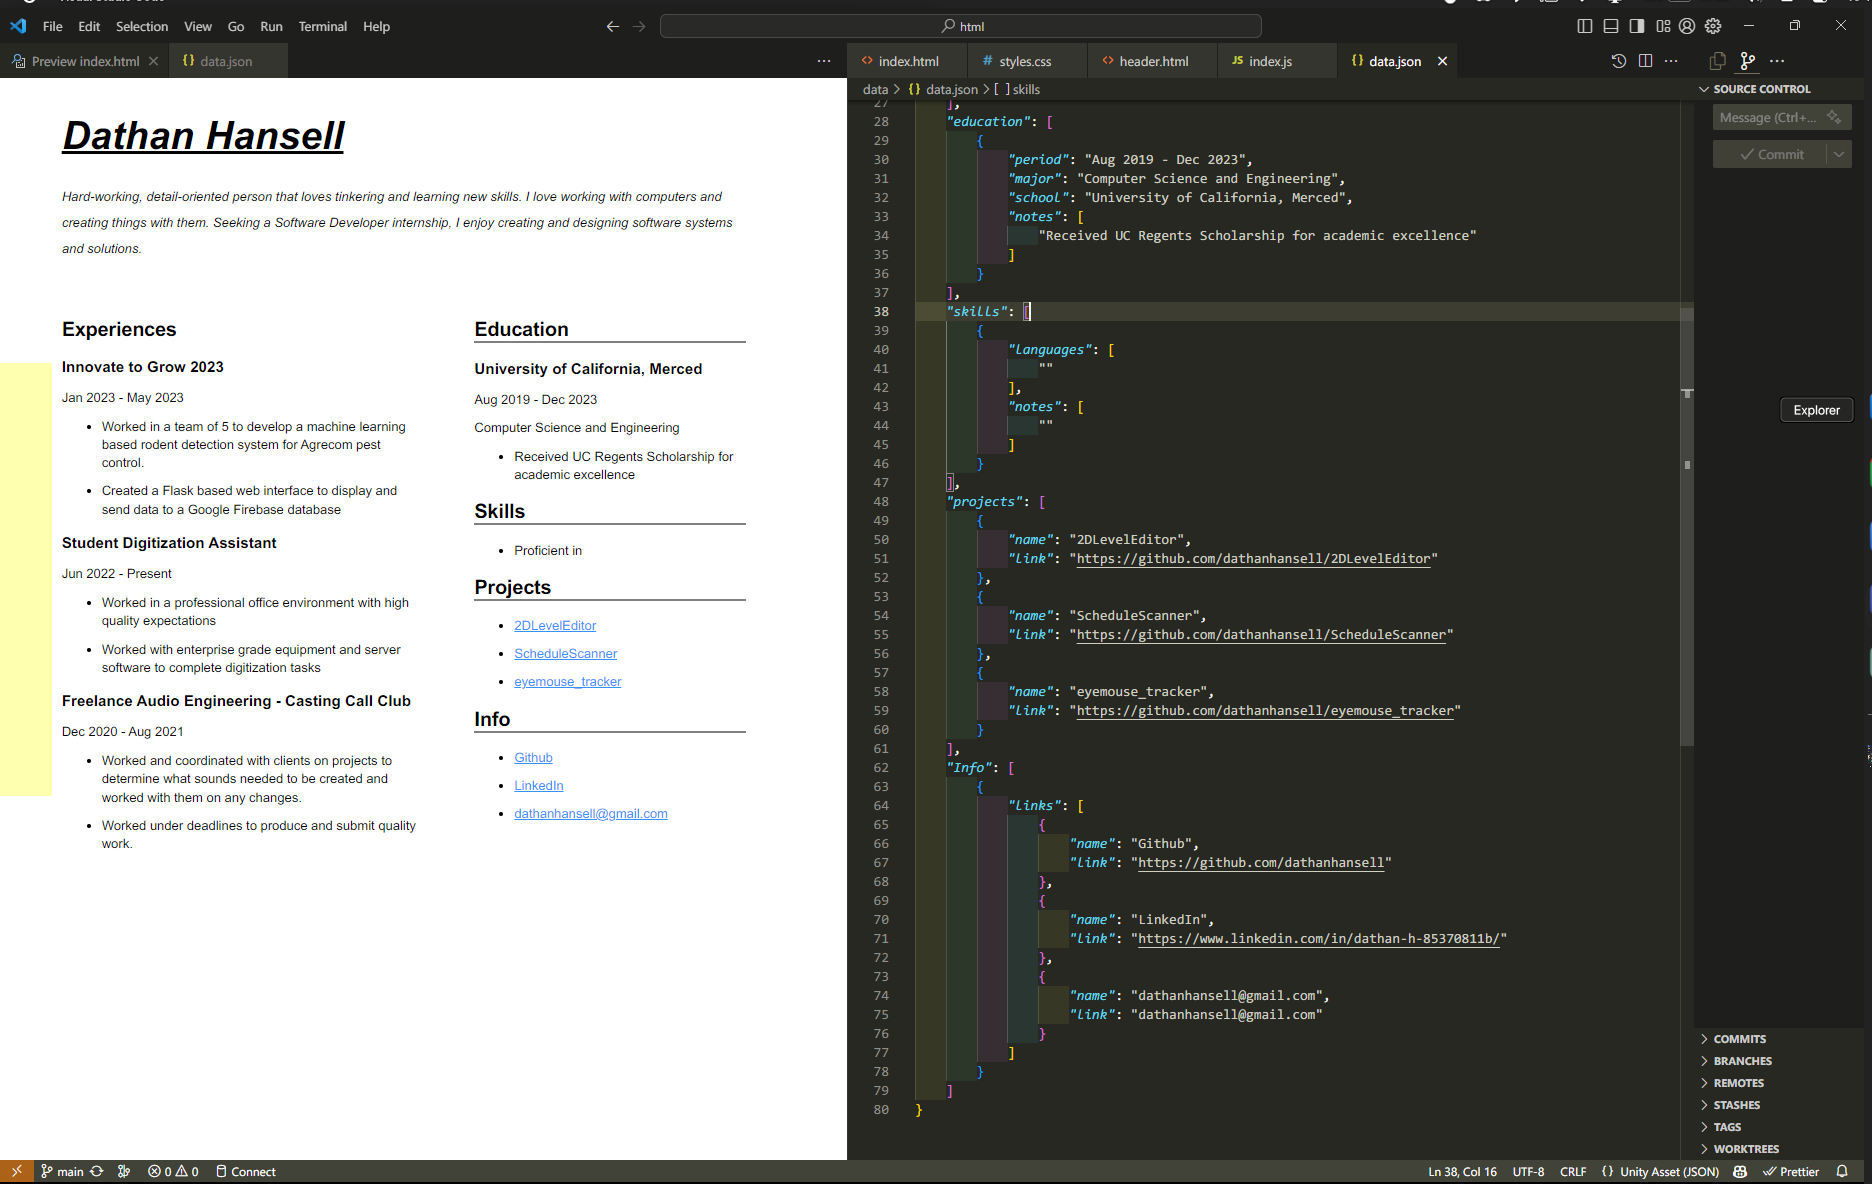 File Edit Selection View Go Run Terminal Help
html
Preview index.html
data.json
index.html
styles.css
header.html
index.js
data.json
data > data.json > [ ] skills
Dathan Hansell
Hard-working, detail-oriented person that loves tinkering and learning new skills. I love working with computers and
creating things with them. Seeking a Software Developer internship, I enjoy creating and designing software systems
and solutions.
Experiences
Innovate to Grow 2023
Jan 2023 - May 2023
Worked in a team of 5 to develop a machine learning
based rodent detection system for Agrecom pest
control.
Created a Flask based web interface to display and
send data to a Google Firebase database
Student Digitization Assistant
Jun 2022 - Present
Worked in a professional office environment with high
quality expectations
Worked with enterprise grade equipment and server
software to complete digitization tasks
Freelance Audio Engineering - Casting Call Club
Dec 2020 - Aug 2021
Worked and coordinated with clients on projects to
determine what sounds needed to be created and
worked with them on any changes.
Worked under deadlines to produce and submit quality
work.
Education
University of California, Merced
Aug 2019 - Dec 2023
Computer Science and Engineering
Received UC Regents Scholarship for
academic excellence
Skills
Proficient in
Projects
2DLevelEditor
ScheduleScanner
eyemouse_tracker
Info
Github
LinkedIn
dathanhansell@gmail.com
27 ],
28 "education": [
29 {
30 "period": "Aug 2019 - Dec 2023",
31 "major": "Computer Science and Engineering",
32 "school": "University of California, Merced",
33 "notes": [
34 "Received UC Regents Scholarship for academic excellence"
35 ]
36 }
37 ],
38 "skills": [
39 {
40 "languages": [
41 ""
42 ],
43 "notes": [
44 ""
45 ]
46 }
47 ],
48 "projects": [
49 {
50 "name": "2DLevelEditor",
51 "link": "https://github.com/dathanhansell/2DLevelEditor"
52 },
53 {
54 "name": "ScheduleScanner",
55 "link": "https://github.com/dathanhansell/ScheduleScanner"
56 },
57 {
58 "name": "eyemouse_tracker",
59 "link": "https://github.com/dathanhansell/eyemouse_tracker"
60 }
61 ],
62 "Info": [
63 {
64 "links": [
65 {
66 "name": "Github",
67 "link": "https://github.com/dathanhansell"
68 },
69 {
70 "name": "LinkedIn",
71 "link": "https://www.linkedin.com/in/dathan-h-85370811b/"
72 },
73 {
74 "name": "dathanhansell@gmail.com",
75 "link": "dathanhansell@gmail.com"
76 }
77 ]
78 }
79 ]
80 }
SOURCE CONTROL
Message (Ctrl+...
Commit
Explorer
COMMITS
BRANCHES
REMOTES
STASHES
TAGS
WORKTREES
main
0 0
Connect
Ln 38, Col 16 UTF-8 CRLF {} Unity Asset (JSON) Prettier